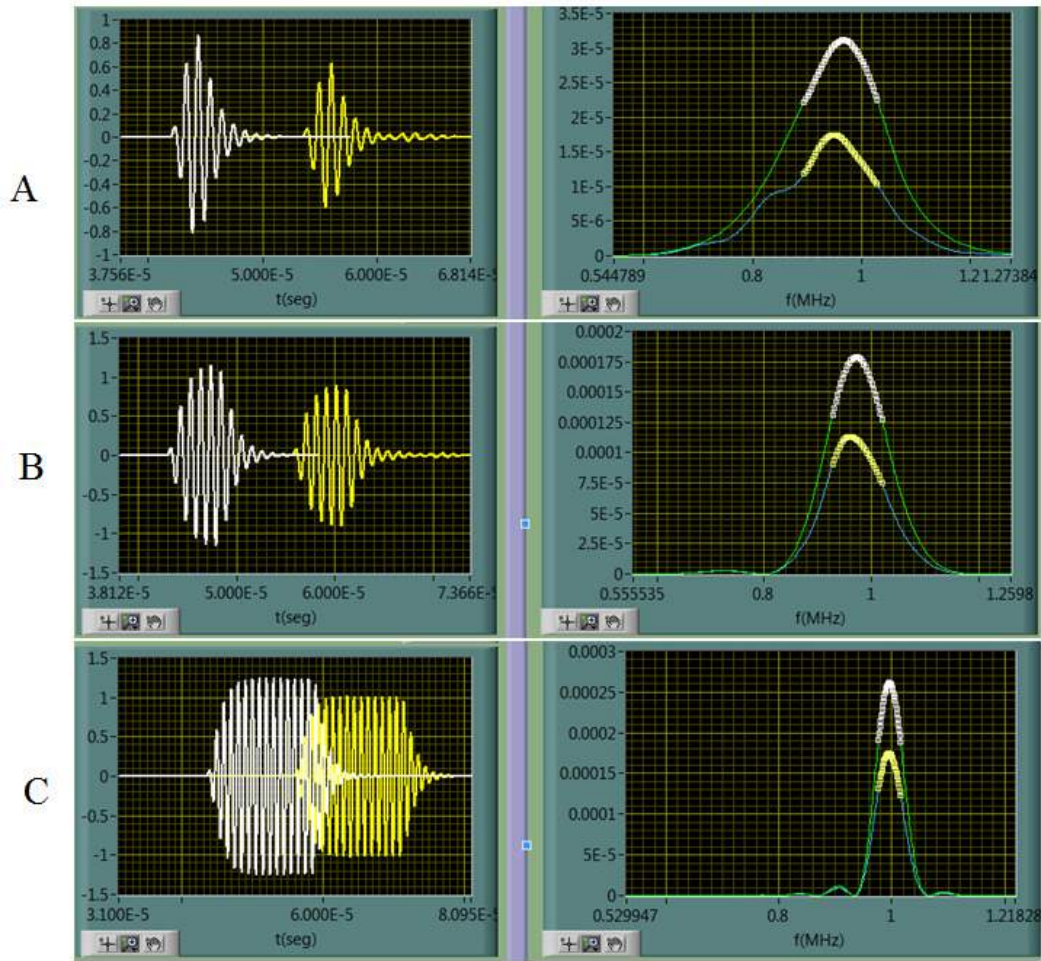 A
1
0.8
0.6
0.4
0.2
0
-0.2
-0.4
-0.6
-0.8
-1
3.756E-5 5.000E-5 6.000E-5 6.814E-5
t(seg)
3.5E-5
3E-5
2.5E-5
2E-5
1.5E-5
1E-5
5E-6
0
0.544789 0.8 1 1.2 1.27384
f(MHz)
B
1.5
1
0.5
0
-0.5
-1
-1.5
3.812E-5 5.000E-5 6.000E-5 7.366E-5
t(seg)
0.0002
0.000175
0.00015
0.000125
0.0001
7.5E-5
5E-5
2.5E-5
0
0.555535 0.8 1 1.2598
f(MHz)
C
1.5
1
0.5
0
-0.5
-1
-1.5
3.100E-5 6.000E-5 8.095E-5
t(seg)
0.0003
0.00025
0.0002
0.00015
0.0001
5E-5
0
0.529947 0.8 1 1.21828
f(MHz)